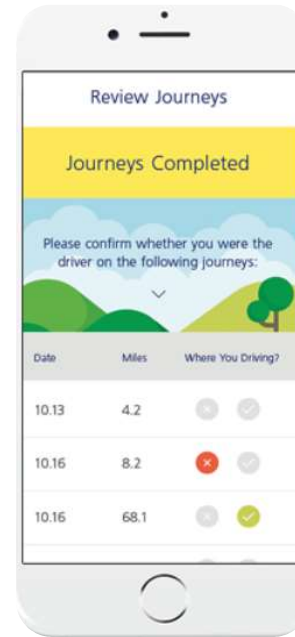 Review Journeys
Journeys Completed
Please confirm whether you were the
driver on the following journeys:
Date Miles Where You Driving?
10.13 4.2
10.16 8.2
10.16 68.1